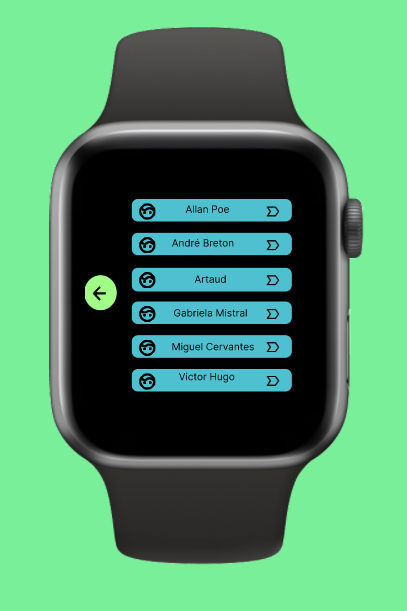 Allan Poe
André Breton
Artaud
Gabriela Mistral
Miguel Cervantes
Victor Hugo